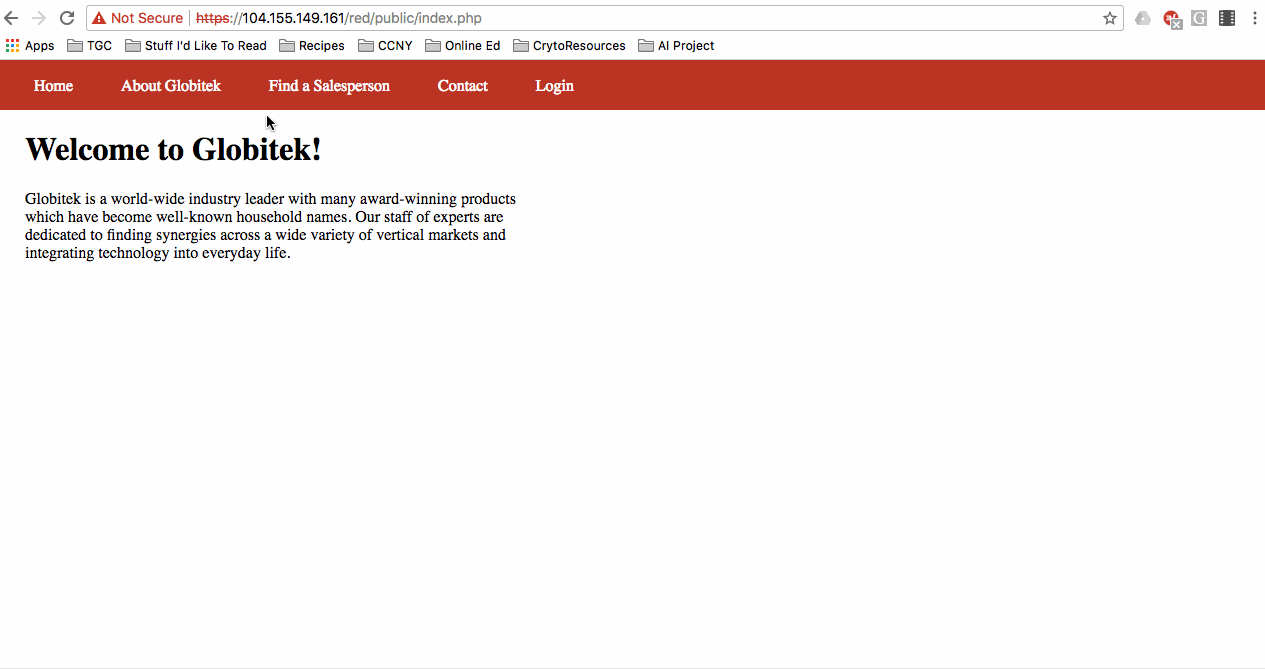 Not Secure | https://104.155.149.161/red/public/index.php
Apps TGC Stuff I'd Like To Read Recipes CCNY Online Ed CrytoResources AI Project
Home About Globitek Find a Salesperson Contact Login
Welcome to Globitek!
Globitek is a world-wide industry leader with many award-winning products
which have become well-known household names. Our staff of experts are
dedicated to finding synergies across a wide variety of vertical markets and
integrating technology into everyday life.